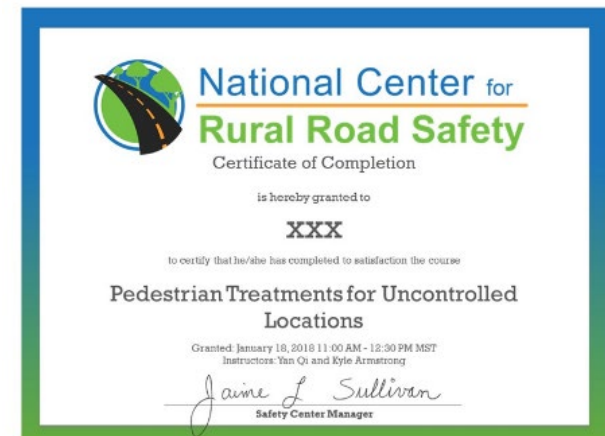 National Center for
Rural Road Safety
Certificate of Completion
is hereby granted to
XXX
to certify that he/she has completed to satisfaction the course
Pedestrian Treatments for Uncontrolled
Locations
Granted: January 18, 2018 11:00 AM - 12:30 PM MST
Instructors: Yan Qi and Kyle Armstrong
Jaime L Sullivan
Safety Center Manager